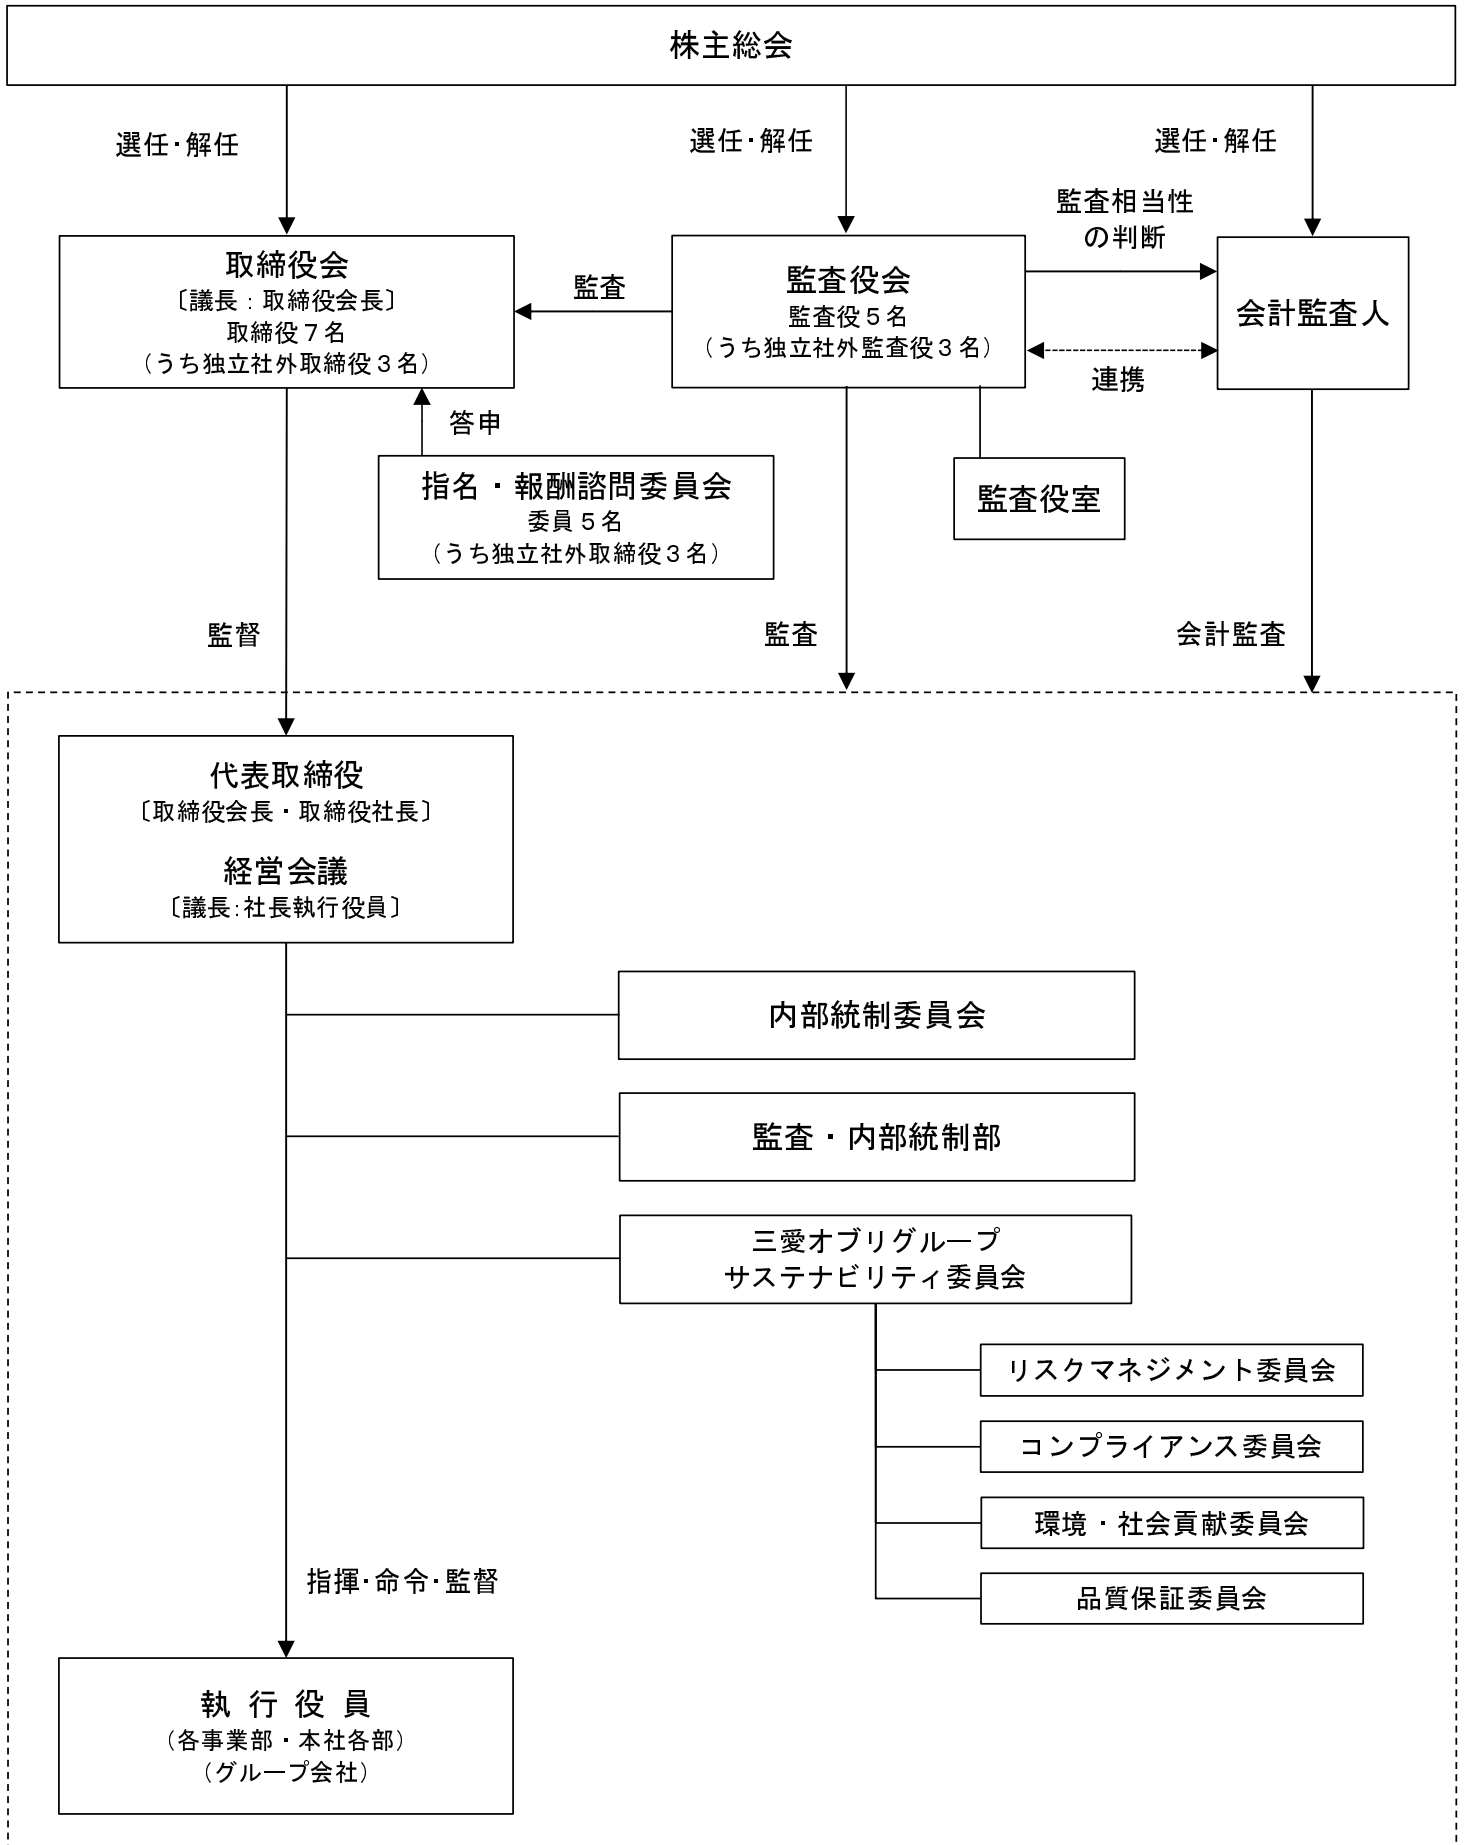 株主総会
選任・解任
選任・解任
選任・解任
監査相当性
の判断
取締役会
〔議長：取締役会長〕
取締役７名
（うち独立社外取締役３名）
監査
監査役会
監査役５名
（うち独立社外監査役３名）
会計監査人
連携
答申
指名・報酬諮問委員会
委員５名
（うち独立社外取締役３名）
監査役室
監督
監査
会計監査
代表取締役
〔取締役会長・取締役社長〕
経営会議
〔議長：社長執行役員〕
内部統制委員会
監査・内部統制部
三愛オブリグループ
サステナビリティ委員会
リスクマネジメント委員会
コンプライアンス委員会
環境・社会貢献委員会
品質保証委員会
指揮・命令・監督
執 行 役 員
（各事業部・本社各部）
（グループ会社）